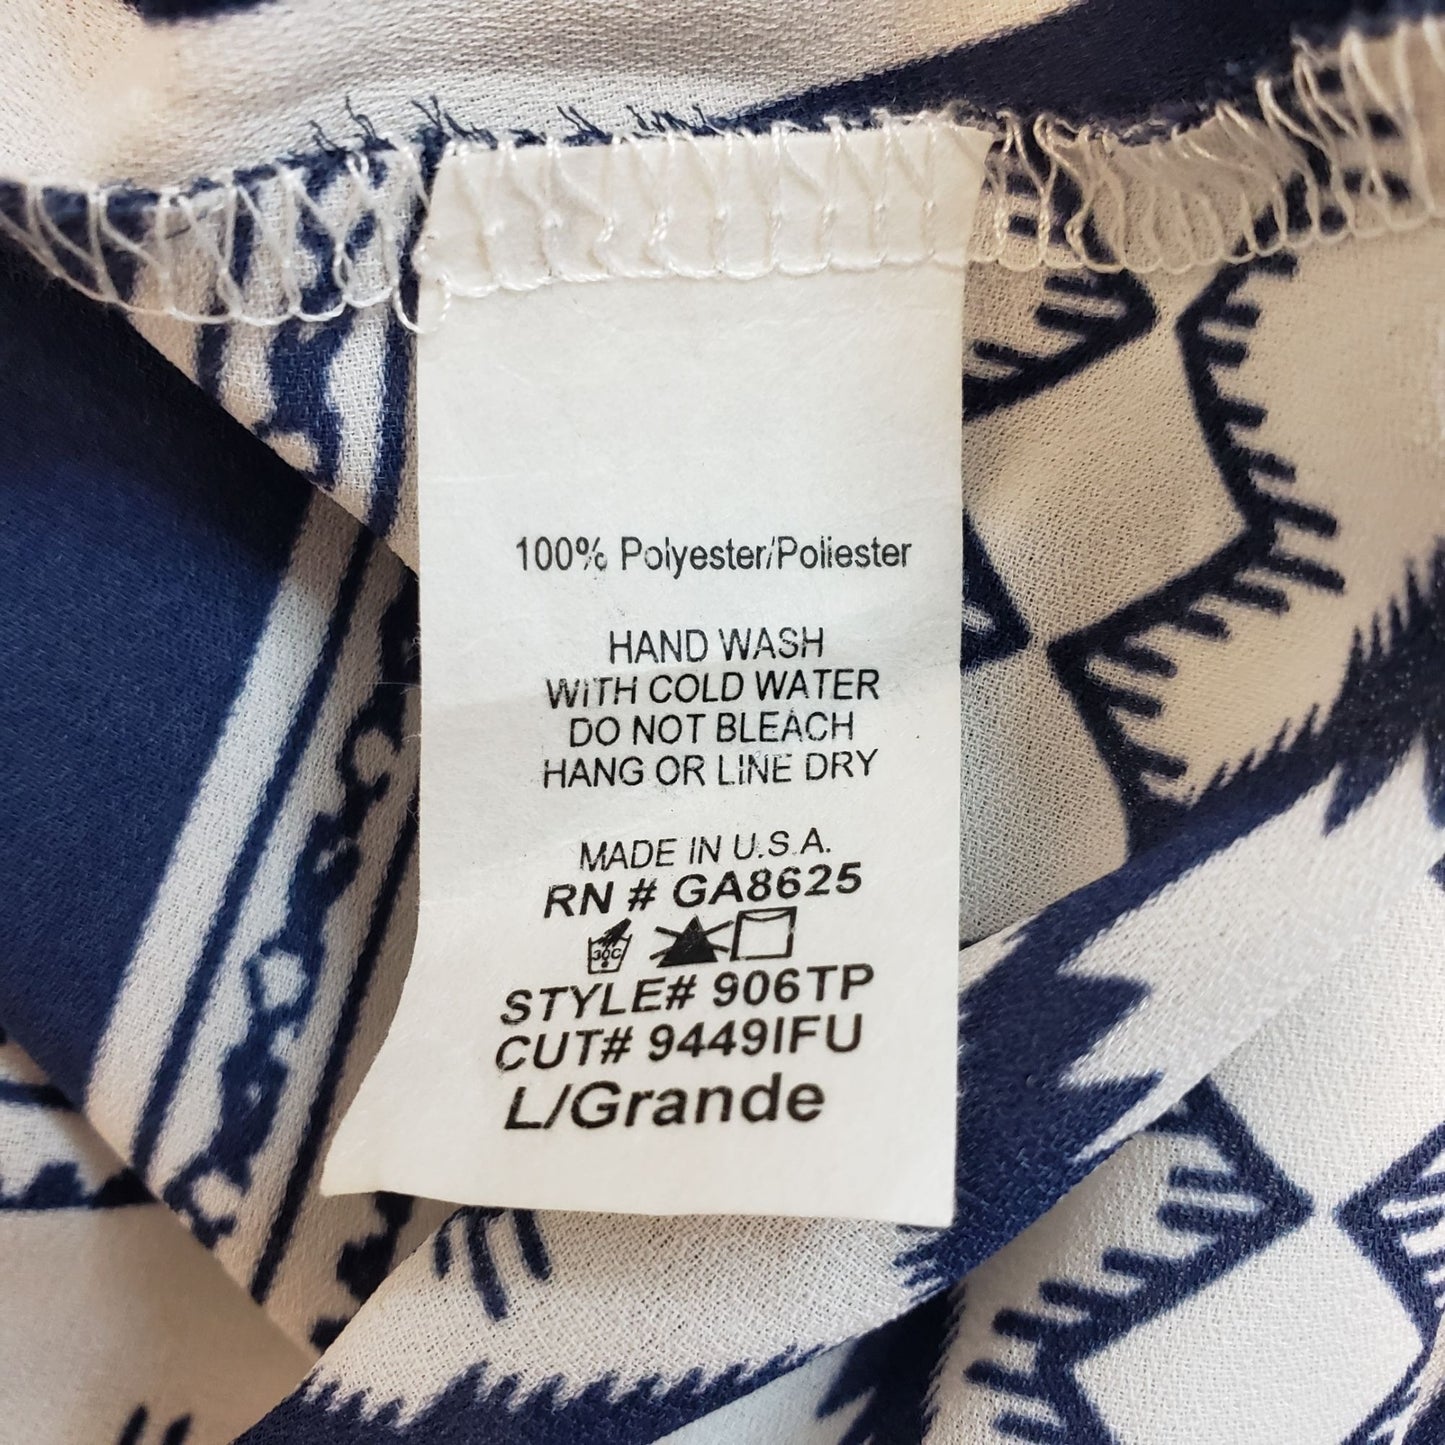 100% Polyester/Poliester
HAND WASH
WITH COLD WATER
DO NOT BLEACH
HANG OR LINE DRY
MADE IN U.S.A.
RN # GA8625
30C
STYLE# 906TP
CUT# 9449IFU
L/Grande